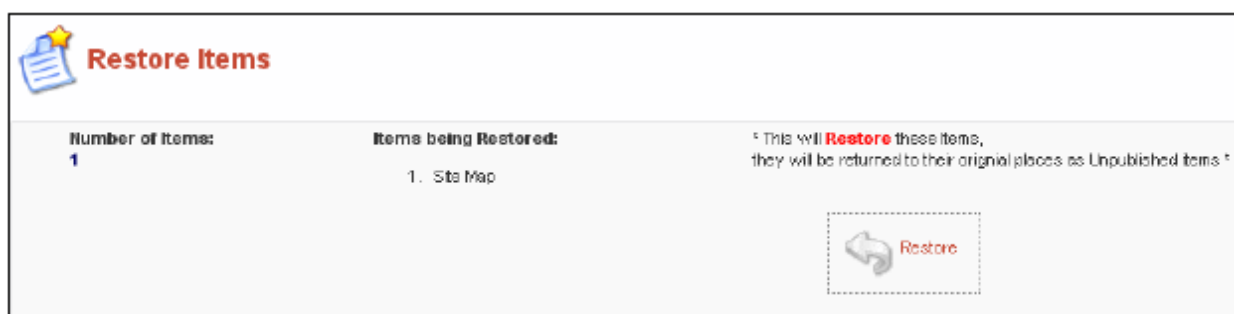 Restore Items
Number of Items:
1
Items being Restored:
1. Site Map
* This will Restore these Items,
they will be returned to their orignial places as Unpublished items *
Restore